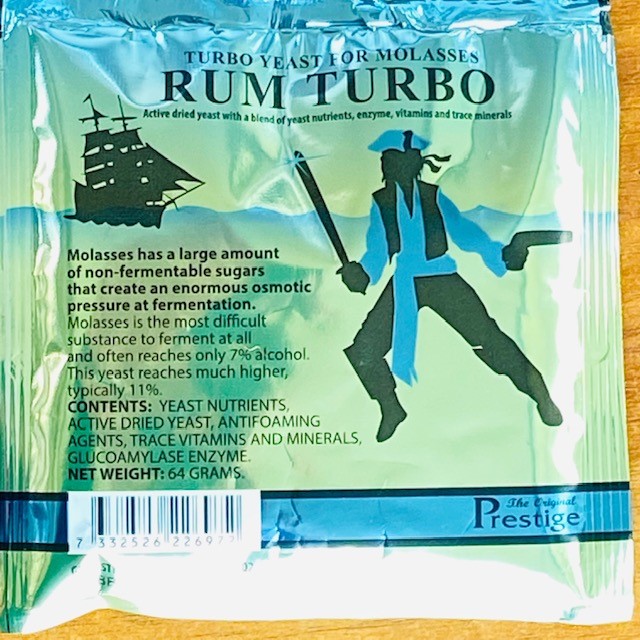 TURBO YEAST FOR MOLASSES
RUM TURBO
Active dried yeast with a blend of yeast nutrients, enzyme, vitamins and trace minerals
Molasses has a large amount
of non-fermentable sugars
that create an enormous osmotic
pressure at fermentation.
Molasses is the most difficult
substance to ferment at all
and often reaches only 7% alcohol.
This yeast reaches much higher,
typically 11%.
CONTENTS: YEAST NUTRIENTS,
ACTIVE DRIED YEAST, ANTIFOAMING
AGENTS, TRACE VITAMINS AND MINERALS,
GLUCOAMYLASE ENZYME.
NET WEIGHT: 64 GRAMS.
The Original
Prestige
7 332526 22697